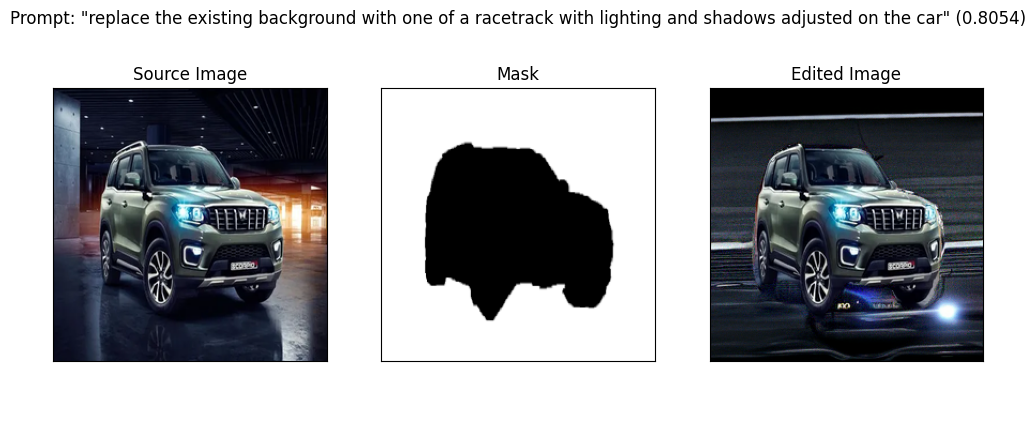 Prompt: "replace the existing background with one of a racetrack with lighting and shadows adjusted on the car" (0.8054)
Source Image
Mask
Edited Image